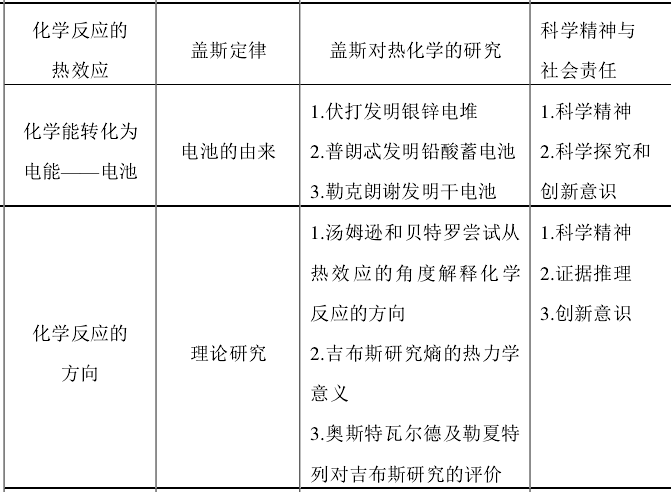 化学反应的
热效应
盖斯定律
盖斯对热化学的研究
科学精神与
社会责任
化学能转化为
电能——电池
电池的由来
1.伏打发明银锌电堆
2.普朗忒发明铅酸蓄电池
3.勒克朗谢发明干电池
1.科学精神
2.科学探究和
创新意识
化学反应的
方向
理论研究
1.汤姆逊和贝特罗尝试从
热效应的角度解释化学
反应的方向
2.吉布斯研究熵的热力学
意义
3.奥斯特瓦尔德及勒夏特
列对吉布斯研究的评价
1.科学精神
2.证据推理
3.创新意识